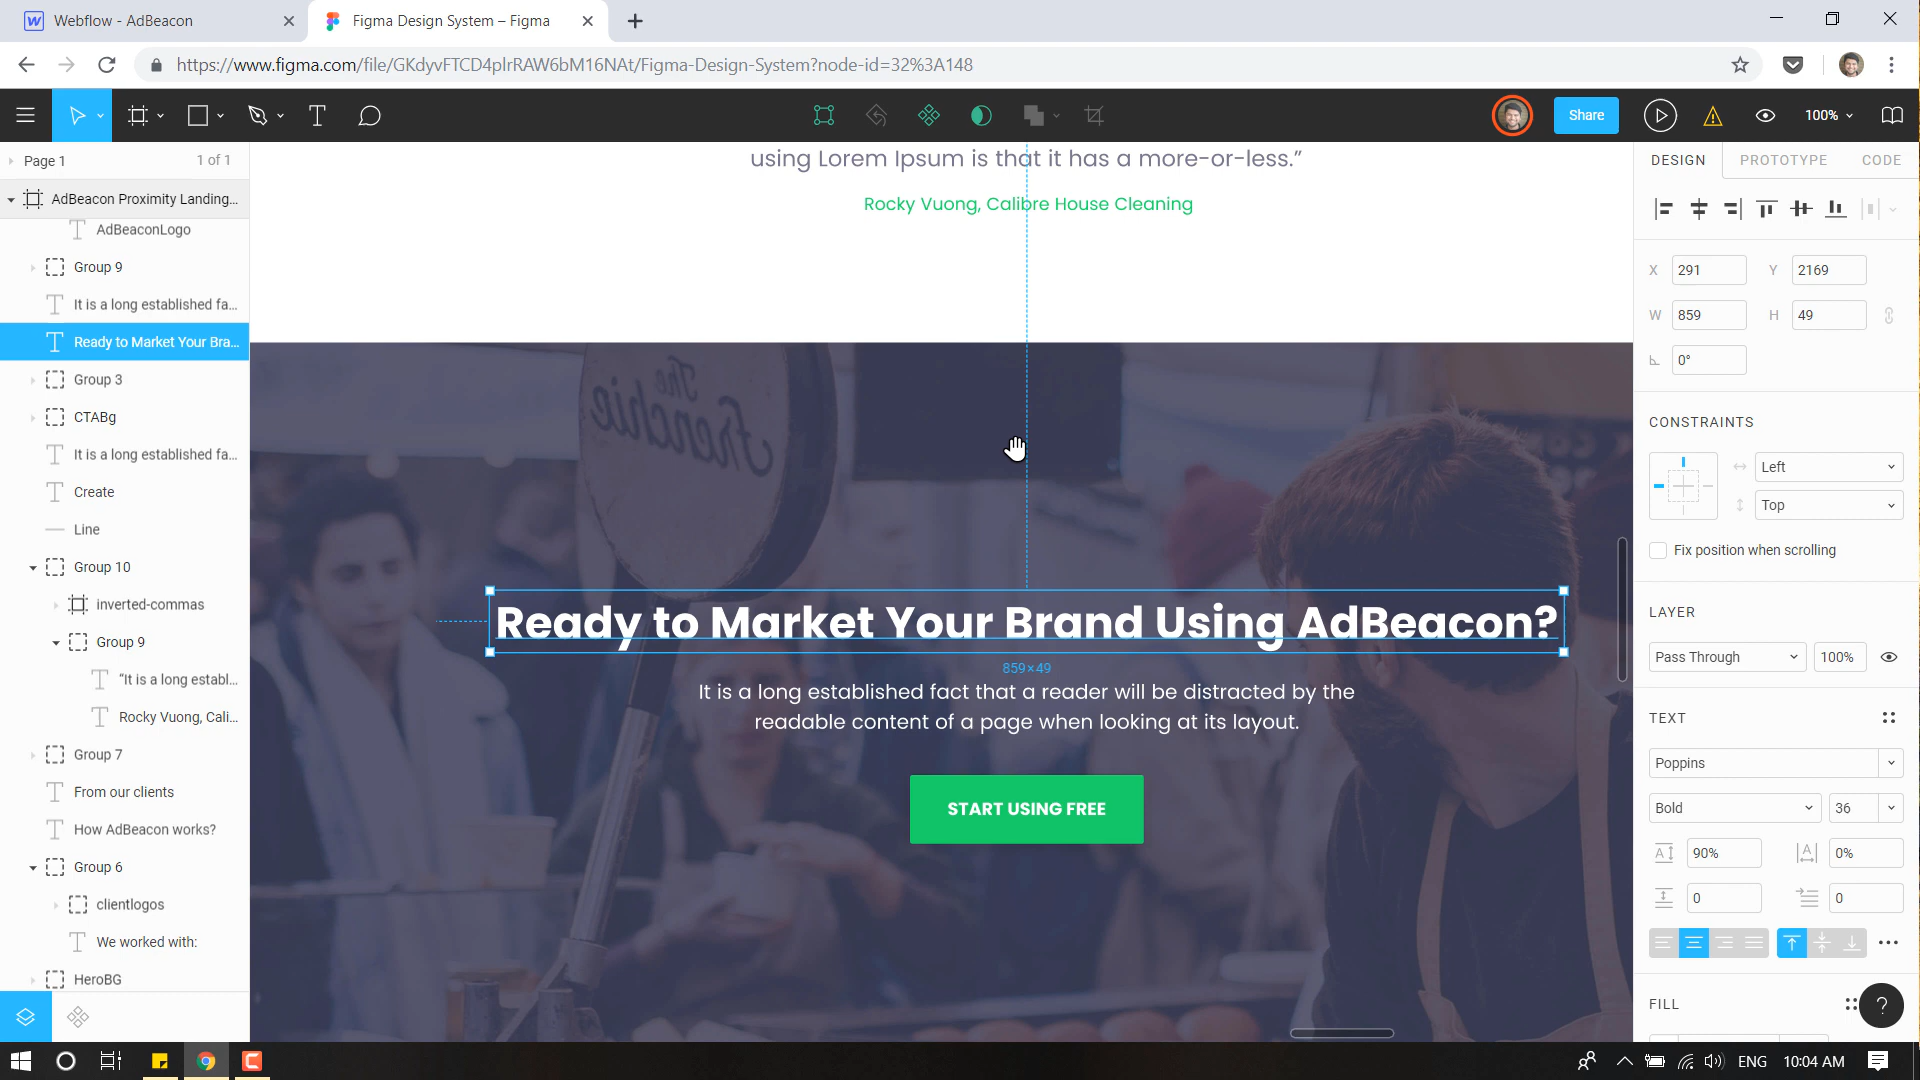 Webflow - AdBeacon
Figma Design System – Figma
https://www.figma.com/file/GKdyvFTCD4plrRAW6bM16NAt/Figma-Design-System?node-id=32%3A148
Share
100%
Page 1
1 of 1
AdBeacon Proximity Landing...
AdBeaconLogo
Group 9
It is a long established fa...
Ready to Market Your Bra...
Group 3
CTABg
It is a long established fa...
Create
Line
Group 10
inverted-commas
Group 9
“It is a long establ...
Rocky Vuong, Cali...
Group 7
From our clients
How AdBeacon works?
Group 6
clientlogos
We worked with:
HeroBG
using Lorem Ipsum is that it has a more-or-less.”
Rocky Vuong, Calibre House Cleaning
The
Frenchie
Ready to Market Your Brand Using AdBeacon?
859×49
It is a long established fact that a reader will be distracted by the
readable content of a page when looking at its layout.
START USING FREE
DESIGN
PROTOTYPE
CODE
X 291
Y 2169
W 859
H 49
0°
CONSTRAINTS
Left
Top
Fix position when scrolling
LAYER
Pass Through
100%
TEXT
Poppins
Bold
36
90%
0%
0
0
FILL
?
ENG
10:04 AM